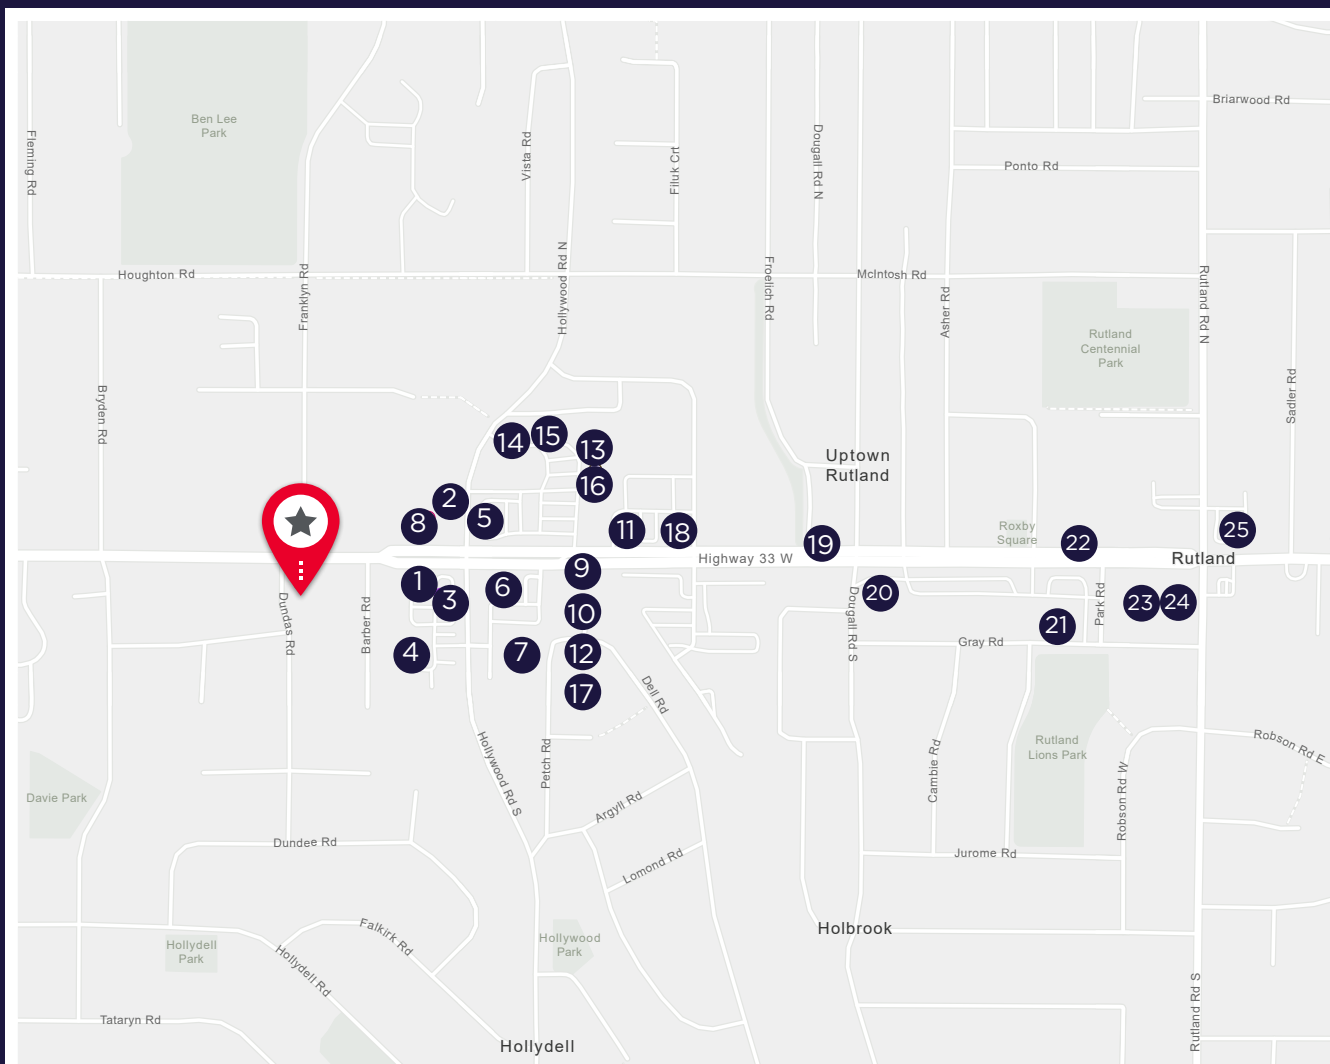 Briarwood Rd
Ben Lee
Park
Fleming Rd
Vista Rd
Filuk Crt
Dougall Rd N
Ponto Rd
Houghton Rd
Franklyn Rd
Hollywood Rd N
Froelich Rd
McIntosh Rd
Asher Rd
Rutland Rd N
Rutland
Centennial
Park
Sadler Rd
Bryden Rd
14
15
13
16
2
8
5
11
18
Uptown
Rutland
19
Roxby
Square
22
25
Highway 33 W
Rutland
1
3
6
9
10
4
7
12
17
20
21
23
24
Dundas Rd
Barber Rd
Dougall Rd S
Park Rd
Gray Rd
Dell Rd
Hollywood Rd S
Petch Rd
Argyll Rd
Lomond Rd
Cambie Rd
Rutland
Lions Park
Robson Rd W
Robson Rd E
Davie Park
Dundee Rd
Jurome Rd
Falkirk Rd
Hollydell
Park
Hollydell Rd
Hollywood
Park
Holbrook
Rutland Rd S
Tataryn Rd
Hollydell